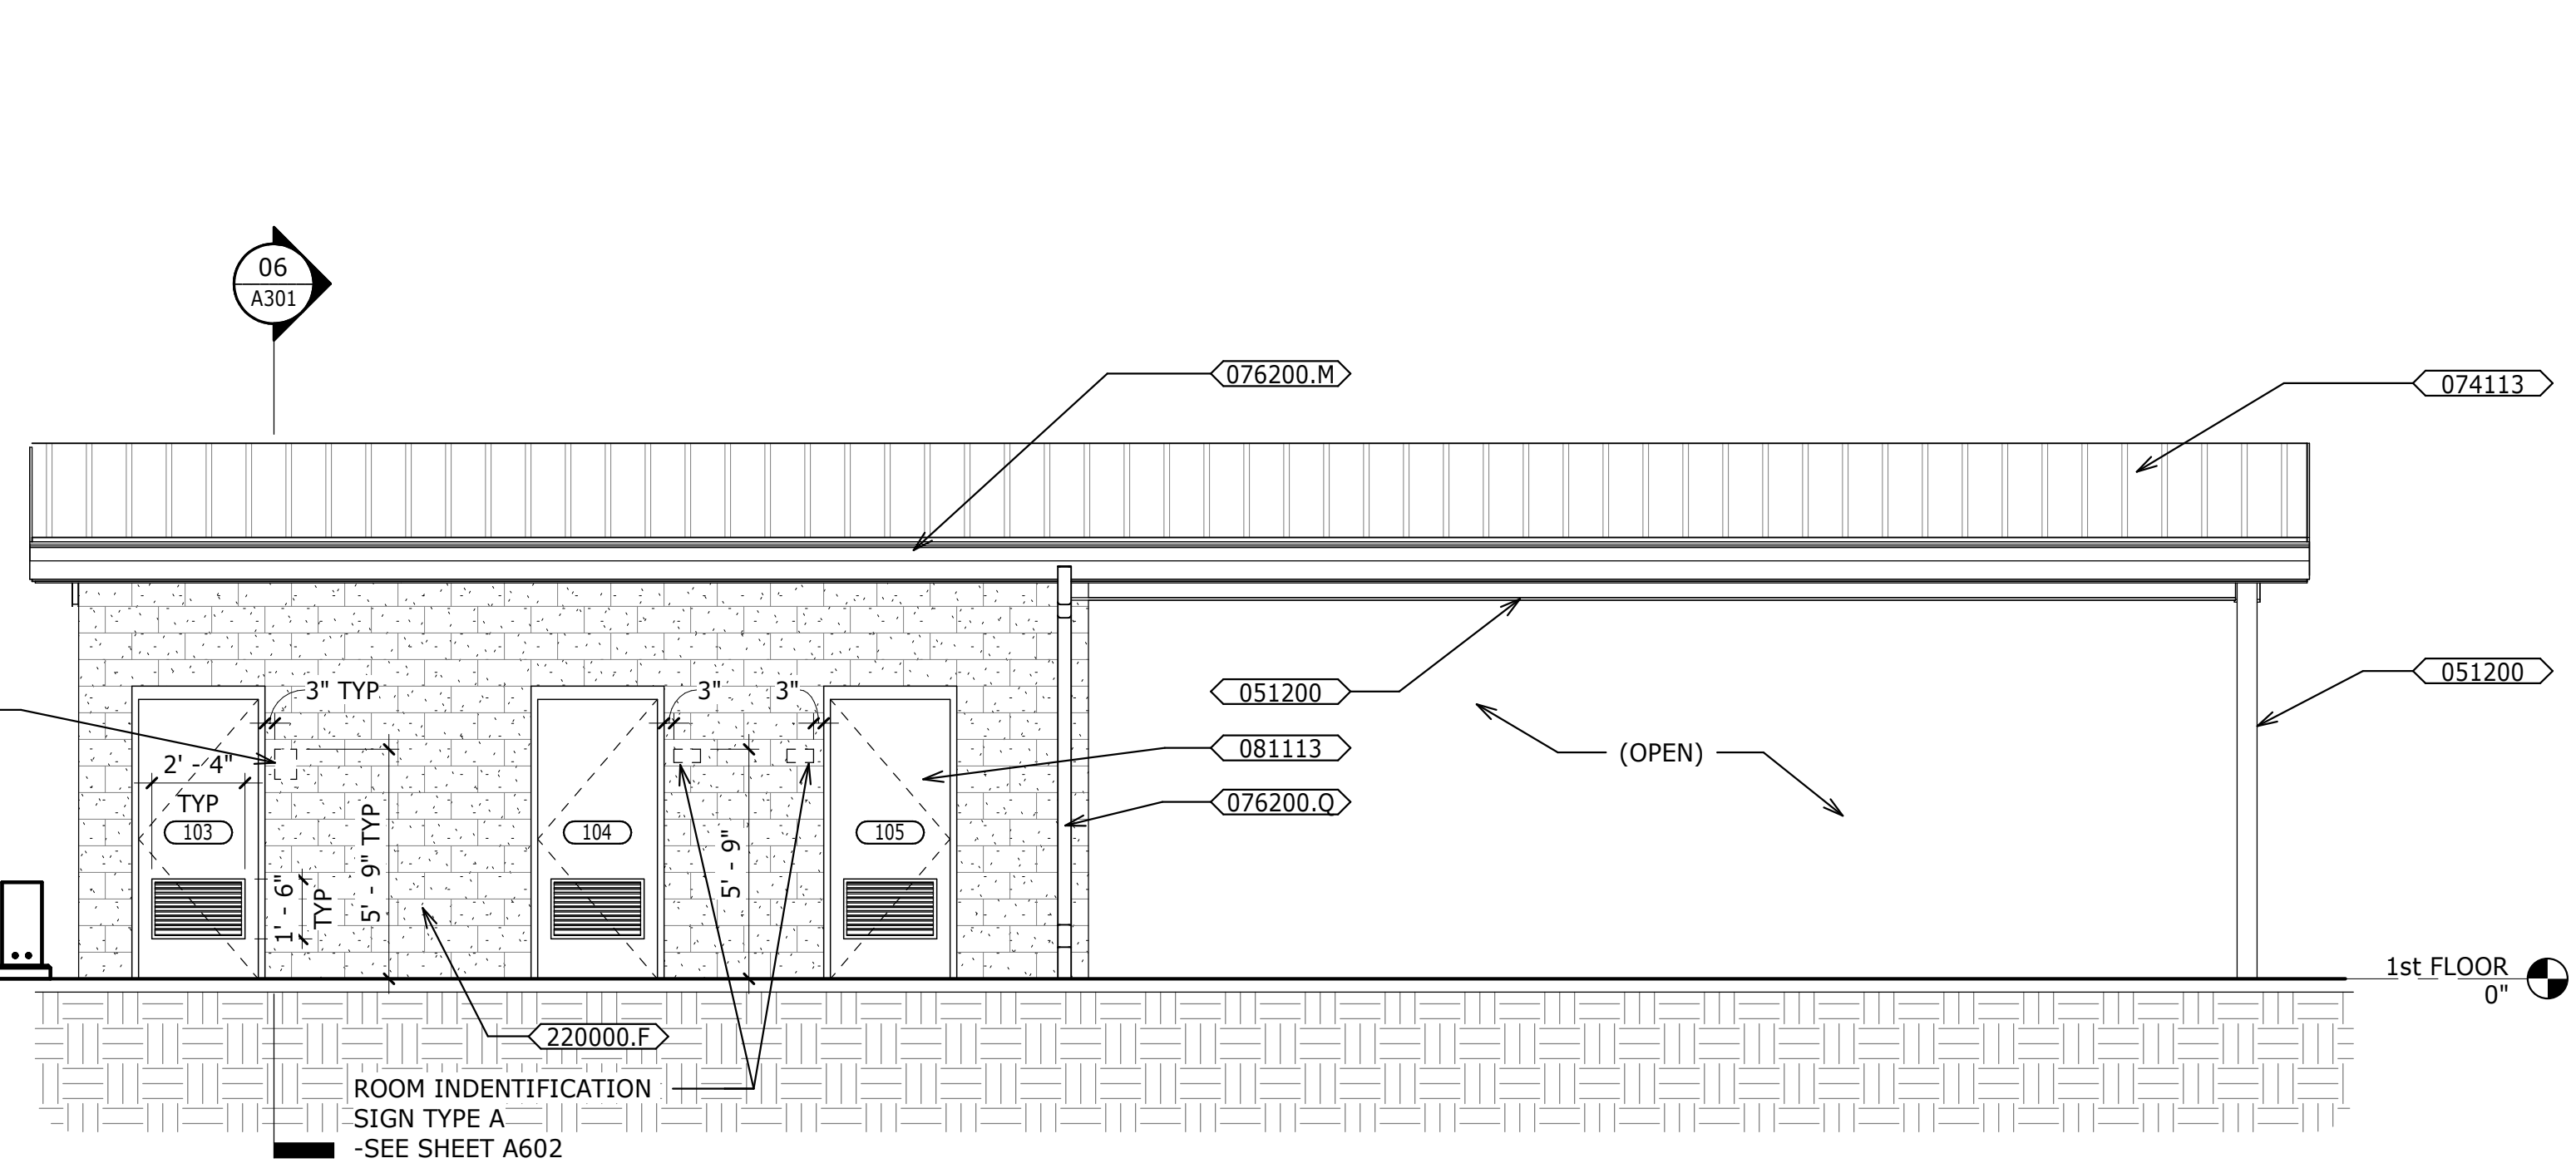 06
A301
076200.M
074113
051200
051200
3" TYP
3"
3"
081113
(OPEN)
2' - 4"
TYP
076200.Q
103
104
105
5' - 9" TYP
5' - 9"
1' - 6"
TYP
1st FLOOR
0"
220000.F
ROOM INDENTIFICATION
SIGN TYPE A
-SEE SHEET A602